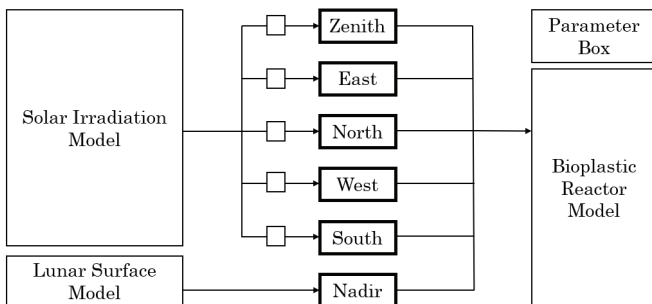 Solar Irradiation
Model
Lunar Surface
Model
Zenith
East
North
West
South
Nadir
Parameter
Box
Bioplastic
Reactor
Model